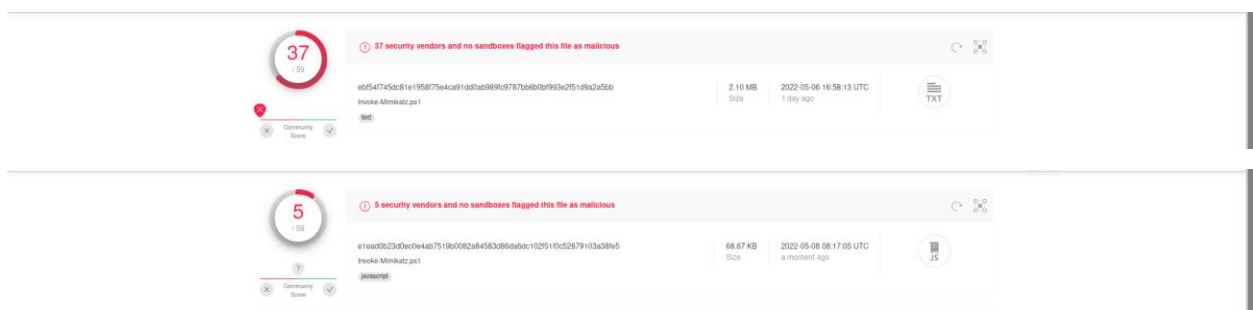 37
/ 59
37 security vendors and no sandboxes flagged this file as malicious
ebf54f745dc81e1958f75e4ca91dd0ab989fc9787bb6b0bf993e2f51d9a2a5bb
Invoke-Mimikatz.ps1
text
2.10 MB
Size
2022-05-06 16:58:13 UTC
1 day ago
TXT
Community
Score
5
/ 59
5 security vendors and no sandboxes flagged this file as malicious
e1ead0b23d0ec0e4ab7519b0082a84583d86da6dc102f51f0c52879103a38fe5
Invoke-Mimikatz.ps1
javascript
68.67 KB
Size
2022-05-08 08:17:05 UTC
a moment ago
JS
?
Community
Score